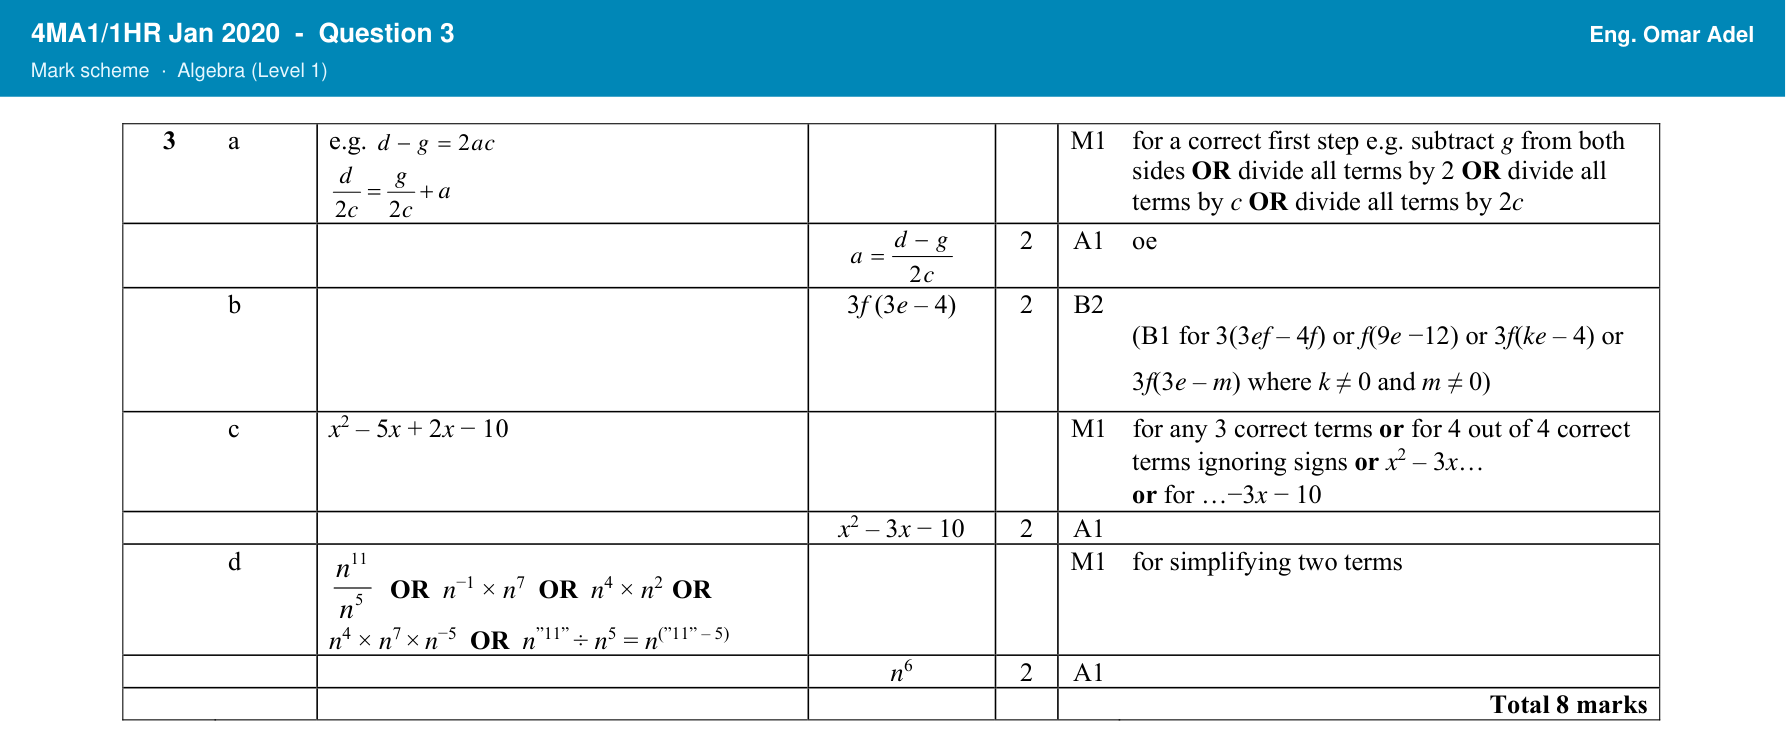 4MA1/1HR Jan 2020 - Question 3
Eng. Omar Adel
Mark scheme · Algebra (Level 1)
3 a e.g. d − g = 2ac M1 for a correct first step e.g. subtract g from both
d/2c = g/2c + a sides OR divide all terms by 2 OR divide all
terms by c OR divide all terms by 2c
a = (d − g)/2c 2 A1 oe
b 3f (3e – 4) 2 B2
(B1 for 3(3ef – 4f) or f(9e −12) or 3f(ke – 4) or
3f(3e – m) where k ≠ 0 and m ≠ 0)
c x² – 5x + 2x − 10 M1 for any 3 correct terms or for 4 out of 4 correct
terms ignoring signs or x² – 3x…
or for …−3x − 10
x² – 3x − 10 2 A1
d n¹¹/n⁵ OR n⁻¹ × n⁷ OR n⁴ × n² OR M1 for simplifying two terms
n⁴ × n⁷ × n⁻⁵ OR n^”11” ÷ n⁵ = n^(”11” – 5)
n⁶ 2 A1
Total 8 marks